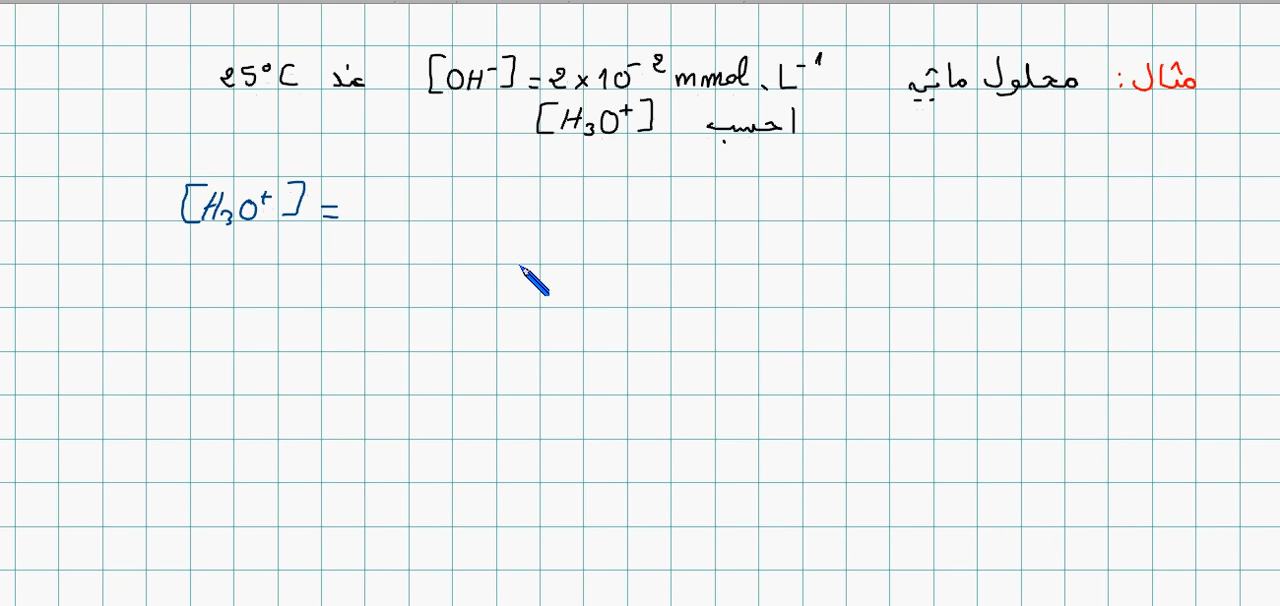 مثال: محلول مائي [OH⁻] = 2 × 10⁻² mmol.L⁻¹ عند 25°C
احسب [H₃O⁺]
[H₃O⁺] =